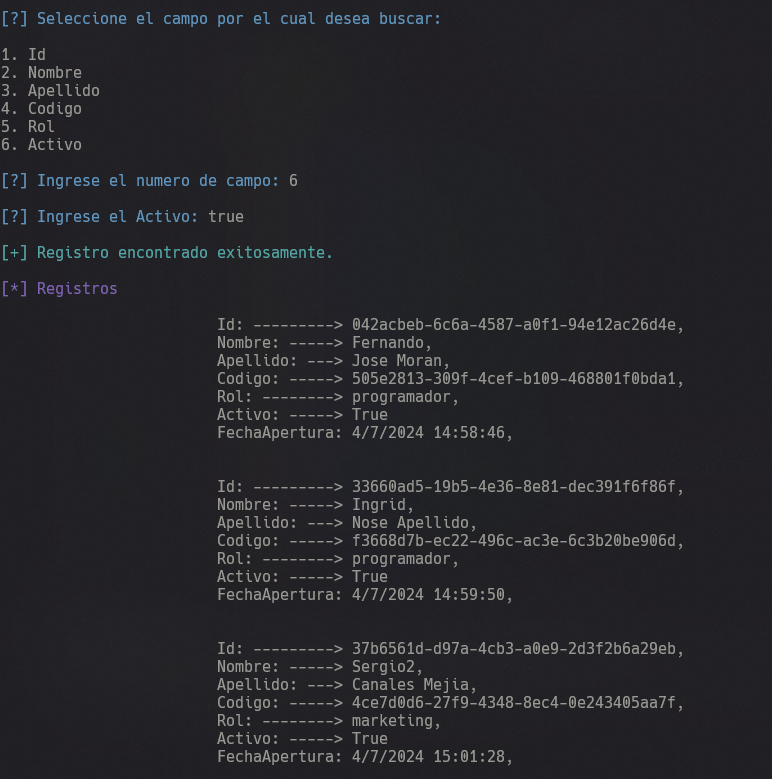 [?] Seleccione el campo por el cual desea buscar:
1. Id
2. Nombre
3. Apellido
4. Codigo
5. Rol
6. Activo
[?] Ingrese el numero de campo: 6
[?] Ingrese el Activo: true
[+] Registro encontrado exitosamente.
[*] Registros
Id: ---------> 042acbeb-6c6a-4587-a0f1-94e12ac26d4e,
Nombre: -----> Fernando,
Apellido: ---> Jose Moran,
Codigo: -----> 505e2813-309f-4cef-b109-468801f0bda1,
Rol: --------> programador,
Activo: -----> True
FechaApertura: 4/7/2024 14:58:46,
Id: ---------> 33660ad5-19b5-4e36-8e81-dec391f6f86f,
Nombre: -----> Ingrid,
Apellido: ---> Nose Apellido,
Codigo: -----> f3668d7b-ec22-496c-ac3e-6c3b20be906d,
Rol: --------> programador,
Activo: -----> True
FechaApertura: 4/7/2024 14:59:50,
Id: ---------> 37b6561d-d97a-4cb3-a0e9-2d3f2b6a29eb,
Nombre: -----> Sergio2,
Apellido: ---> Canales Mejia,
Codigo: -----> 4ce7d0d6-27f9-4348-8ec4-0e243405aa7f,
Rol: --------> marketing,
Activo: -----> True
FechaApertura: 4/7/2024 15:01:28,